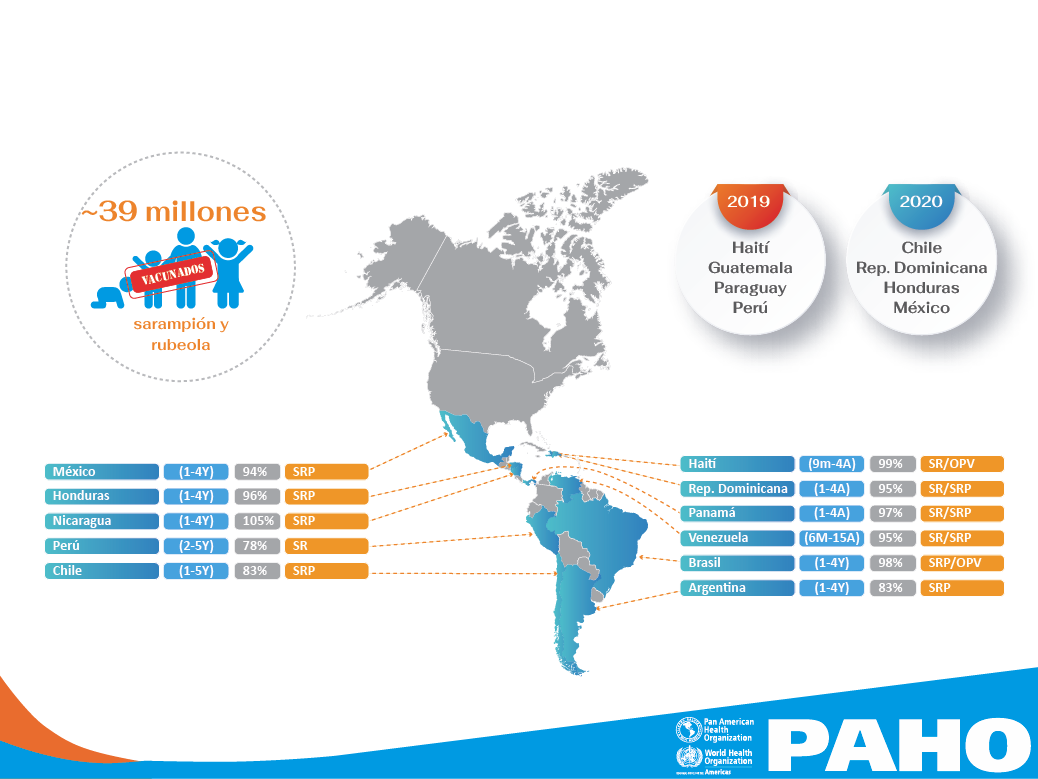 ~39 millones
VACUNADOS
sarampión y
rubeola
2019
Haití
Guatemala
Paraguay
Perú
2020
Chile
Rep. Dominicana
Honduras
México
México (1-4Y) 94% SRP
Honduras (1-4Y) 96% SRP
Nicaragua (1-4Y) 105% SRP
Perú (2-5Y) 78% SR
Chile (1-5Y) 83% SRP
Haití (9m-4A) 99% SR/OPV
Rep. Dominicana (1-4A) 95% SR/SRP
Panamá (1-4A) 97% SR/SRP
Venezuela (6M-15A) 95% SR/SRP
Brasil (1-4Y) 98% SRP/OPV
Argentina (1-4Y) 83% SRP
Pan American
Health
Organization
World Health
Organization
Americas
PAHO